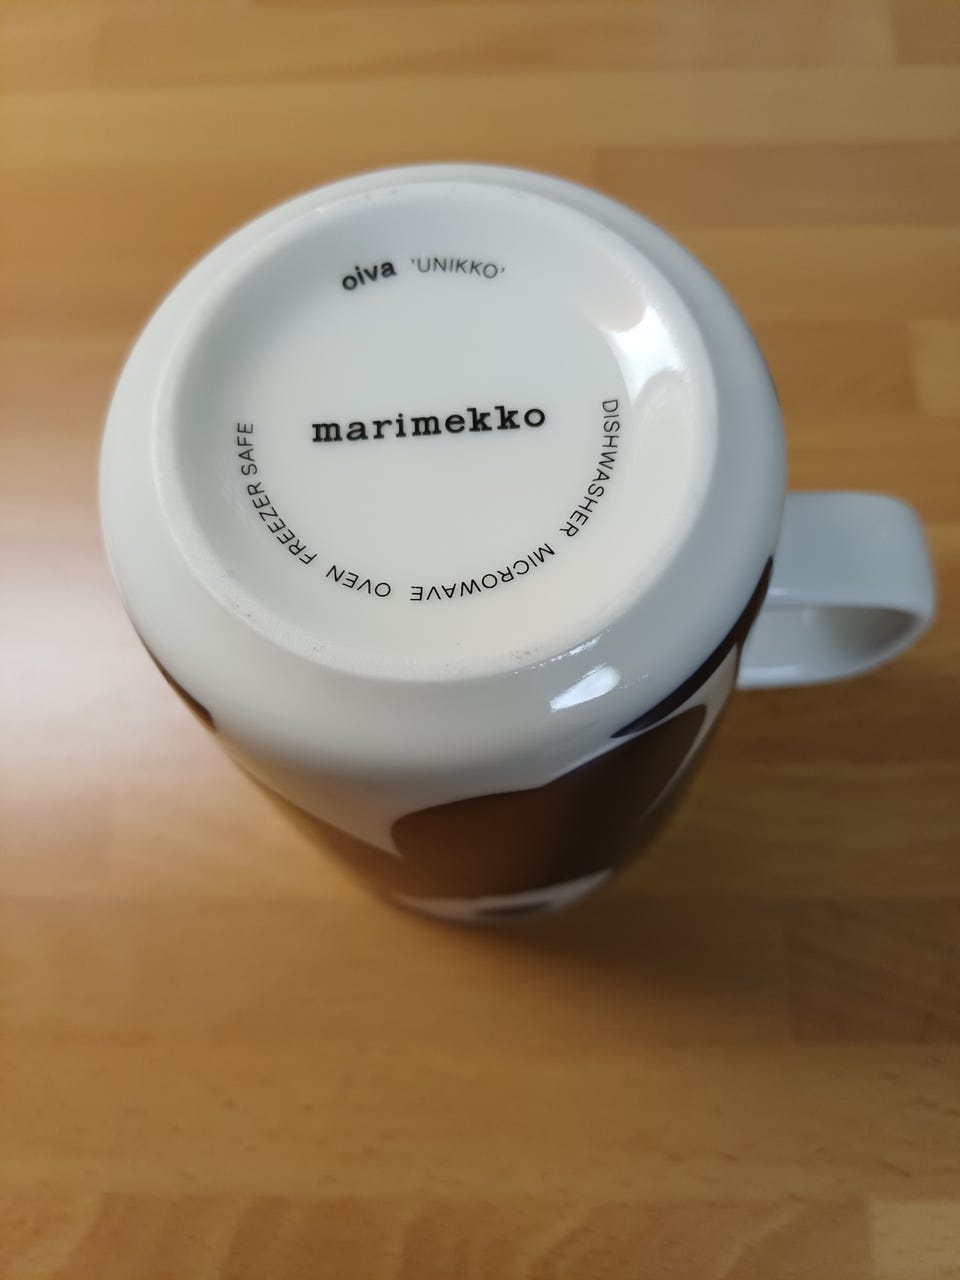 oiva 'UNIKKO'
marimekko
DISHWASHER MICROWAVE OVEN FREEZER SAFE